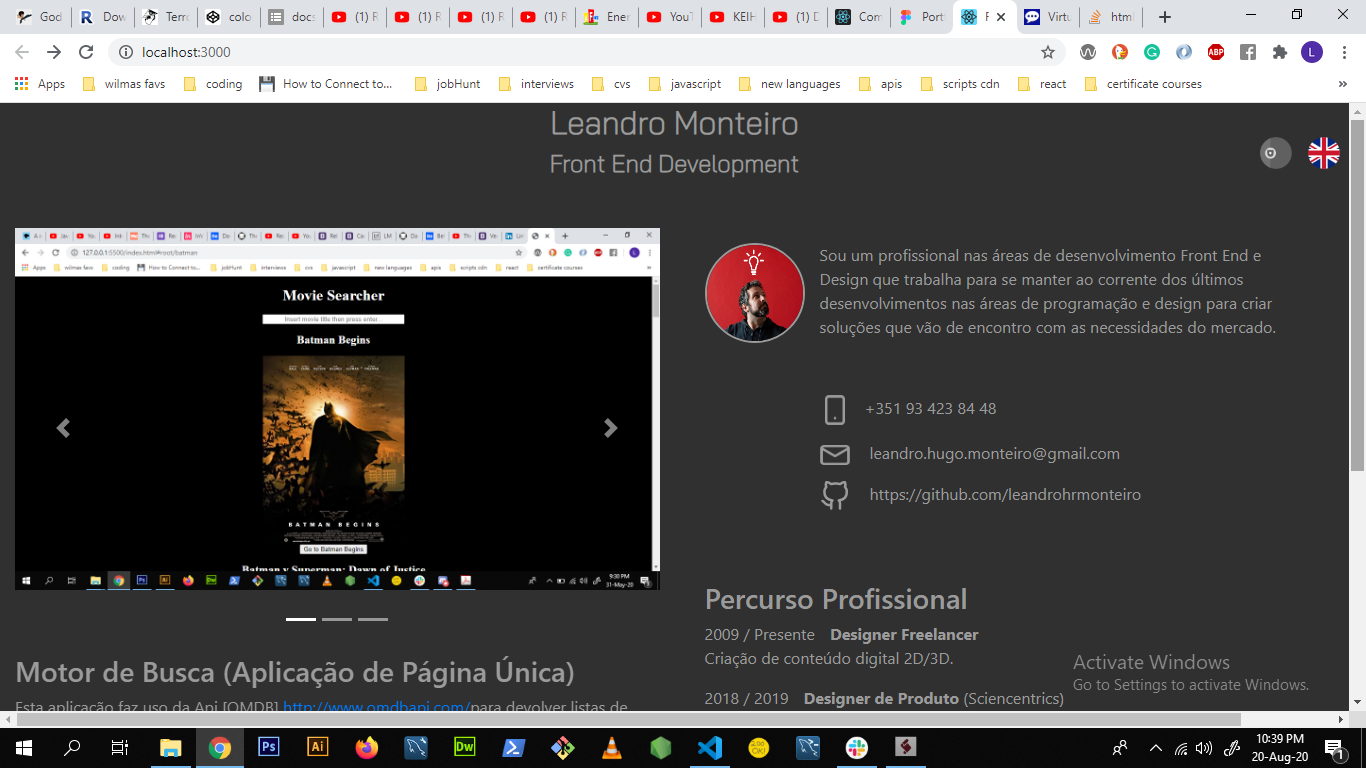 God
Dow
Terro
colo
docs
(1) R
(1) R
(1) R
(1) R
Ener
YouT
KEIH
(1) D
Com
Port
Virtu
html
localhost:3000
ABP
L
Apps
wilmas favs
coding
How to Connect to...
jobHunt
interviews
cvs
javascript
new languages
apis
scripts cdn
react
certificate courses
Leandro Monteiro
Front End Development
127.0.0.1:5500/index.html#root/batman
Apps wilmas favs coding How to Connect to... jobHunt interviews cvs javascript new languages apis scripts cdn react certificate courses
Movie Searcher
Insert movie title then press enter...
Batman Begins
BATMAN BEGINS
Go to Batman Begins
Batman v Superman: Dawn of Justice
9:30 PM
31-May-20
Sou um profissional nas áreas de desenvolvimento Front End e
Design que trabalha para se manter ao corrente dos últimos
desenvolvimentos nas áreas de programação e design para criar
soluções que vão de encontro com as necessidades do mercado.
+351 93 423 84 48
leandro.hugo.monteiro@gmail.com
https://github.com/leandrohrmonteiro
Percurso Profissional
2009 / Presente Designer Freelancer
Criação de conteúdo digital 2D/3D.
2018 / 2019 Designer de Produto (Sciencentrics)
Motor de Busca (Aplicação de Página Única)
Esta aplicação faz uso da Api [OMDB] http://www.omdbapi.com/para devolver listas de
Activate Windows
Go to Settings to activate Windows.
Ps
Ai
Dw
10:39 PM
20-Aug-20
1